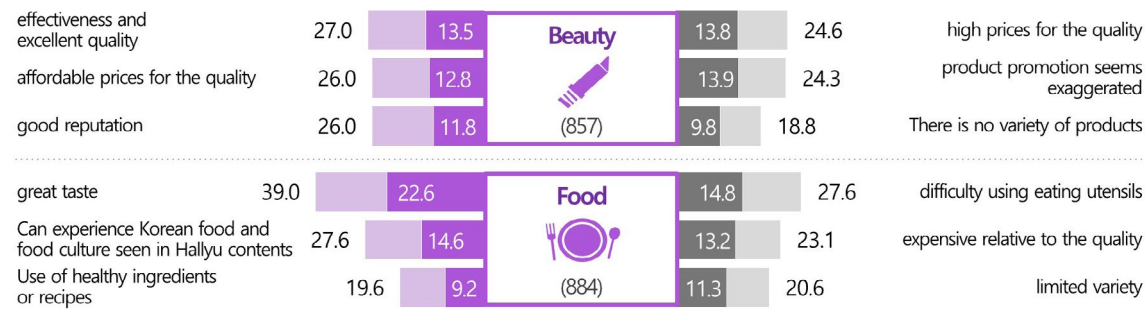 effectiveness and
excellent quality
27.0 13.5 Beauty 13.8 24.6 high prices for the quality
affordable prices for the quality 26.0 12.8 13.9 24.3 product promotion seems
exaggerated
good reputation 26.0 11.8 (857) 9.8 18.8 There is no variety of products
great taste 39.0 22.6 Food 14.8 27.6 difficulty using eating utensils
Can experience Korean food and
food culture seen in Hallyu contents
27.6 14.6 13.2 23.1 expensive relative to the quality
Use of healthy ingredients
or recipes
19.6 9.2 (884) 11.3 20.6 limited variety